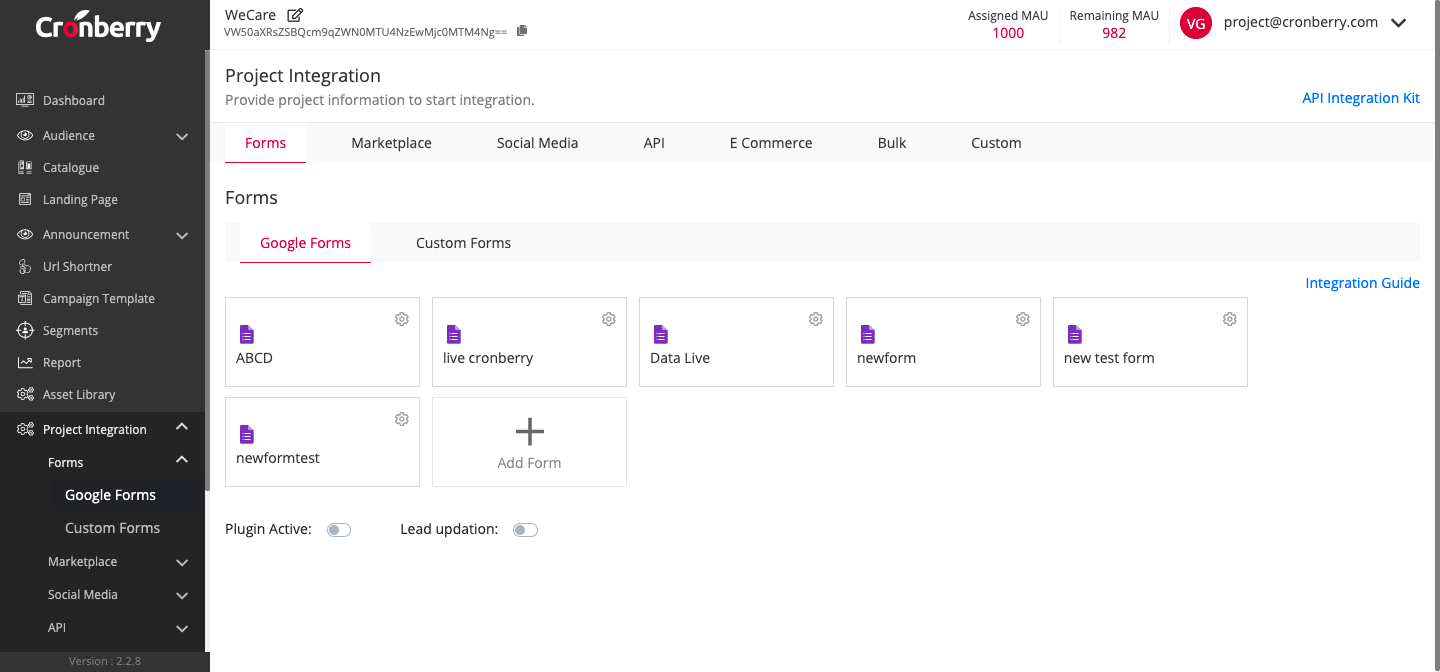 Cronberry
WeCare
VW50aXRsZSBQcm9qZWN0MTU4NzEwMjc0MTM4Ng==
Assigned MAU
1000
Remaining MAU
982
VG
project@cronberry.com
Dashboard
Audience
Catalogue
Landing Page
Announcement
Url Shortner
Campaign Template
Segments
Report
Asset Library
Project Integration
Forms
Google Forms
Custom Forms
Marketplace
Social Media
API
Version : 2.2.8
Project Integration
Provide project information to start integration.
API Integration Kit
Forms Marketplace Social Media API E Commerce Bulk Custom
Forms
Google Forms Custom Forms
Integration Guide
ABCD
live cronberry
Data Live
newform
new test form
newformtest
Add Form
Plugin Active: Lead updation: